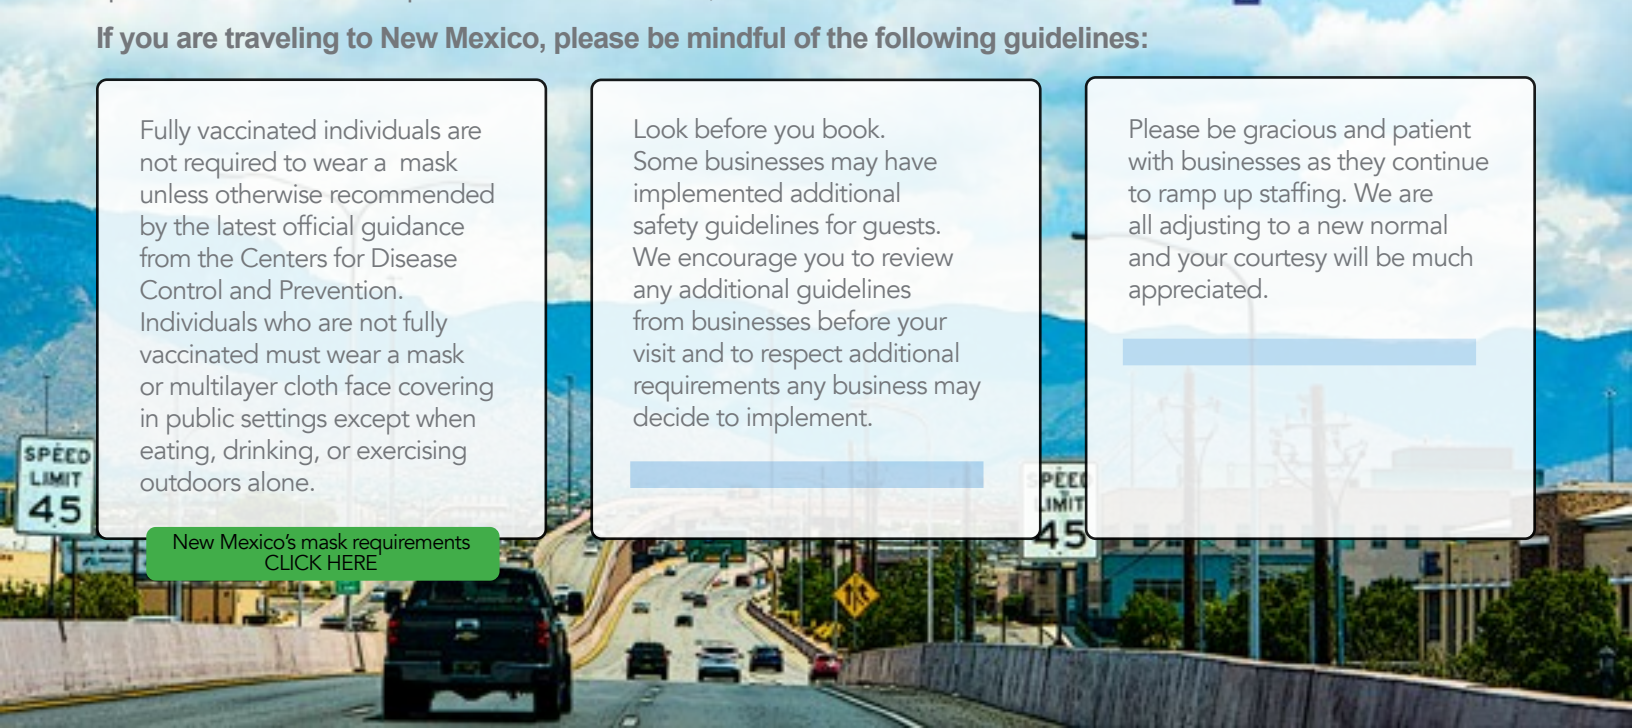 If you are traveling to New Mexico, please be mindful of the following guidelines:
Fully vaccinated individuals are
not required to wear a  mask
unless otherwise recommended
by the latest official guidance
from the Centers for Disease
Control and Prevention.
Individuals who are not fully
vaccinated must wear a mask
or multilayer cloth face covering
in public settings except when
eating, drinking, or exercising
outdoors alone.
New Mexico's mask requirements
CLICK HERE
Look before you book.
Some businesses may have
implemented additional
safety guidelines for guests.
We encourage you to review
any additional guidelines
from businesses before your
visit and to respect additional
requirements any business may
decide to implement.
Please be gracious and patient
with businesses as they continue
to ramp up staffing. We are
all adjusting to a new normal
and your courtesy will be much
appreciated.
SPEED
LIMIT
45
SPEED
LIMIT
45